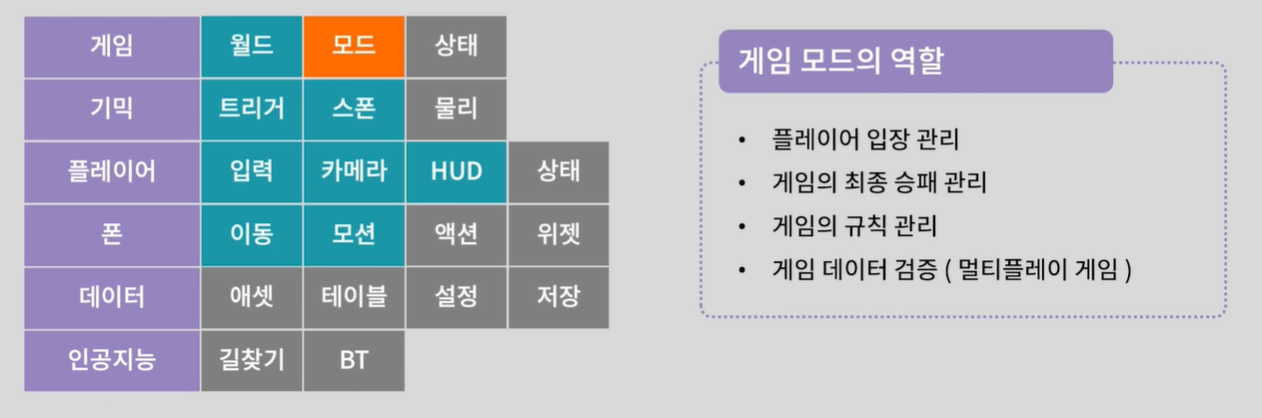 게임 월드 모드 상태
기믹 트리거 스폰 물리
플레이어 입력 카메라 HUD 상태
폰 이동 모션 액션 위젯
데이터 애셋 테이블 설정 저장
인공지능 길찾기 BT
게임 모드의 역할
• 플레이어 입장 관리
• 게임의 최종 승패 관리
• 게임의 규칙 관리
• 게임 데이터 검증 ( 멀티플레이 게임 )